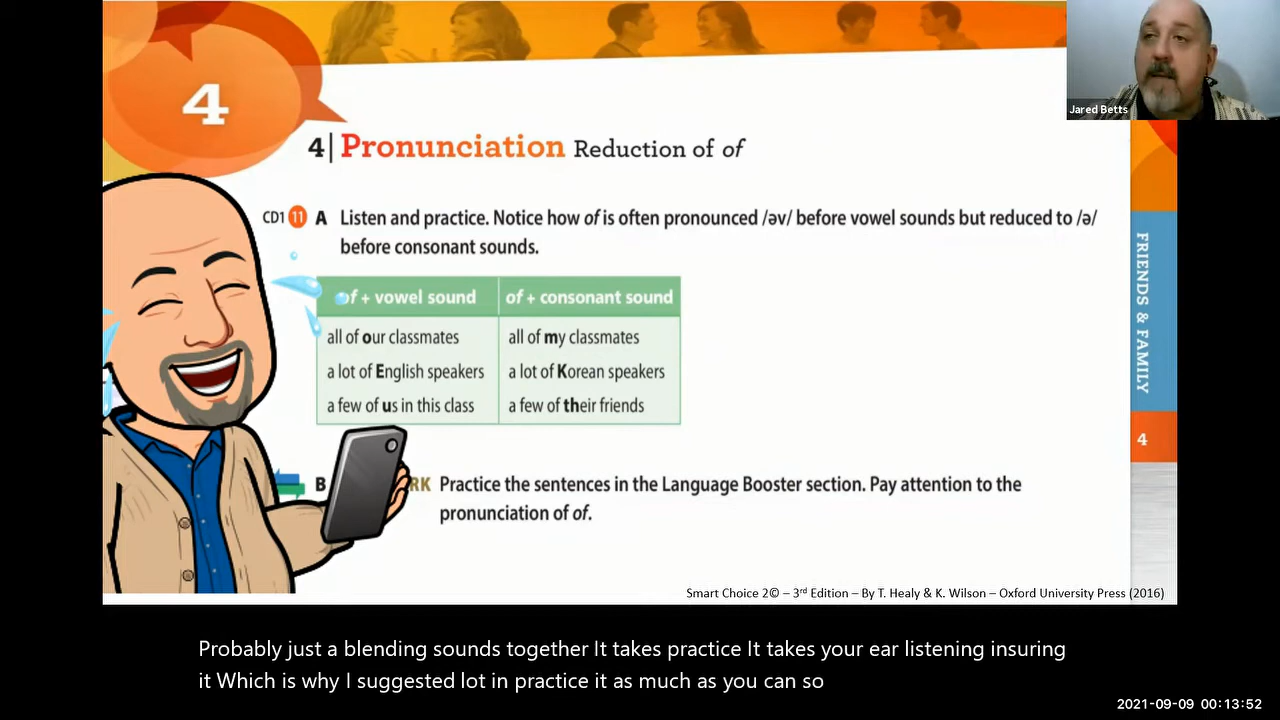 Jared Betts
4
4| Pronunciation Reduction of of
CD1 11 A Listen and practice. Notice how of is often pronounced /əv/ before vowel sounds but reduced to /ə/
before consonant sounds.
of + vowel sound of + consonant sound
all of our classmates all of my classmates
a lot of English speakers a lot of Korean speakers
a few of us in this class a few of their friends
FRIENDS & FAMILY
4
B RK Practice the sentences in the Language Booster section. Pay attention to the
pronunciation of of.
Smart Choice 2© – 3rd Edition – By T. Healy & K. Wilson – Oxford University Press (2016)
Probably just a blending sounds together It takes practice It takes your ear listening insuring
it Which is why I suggested lot in practice it as much as you can so
2021-09-09 00:13:52